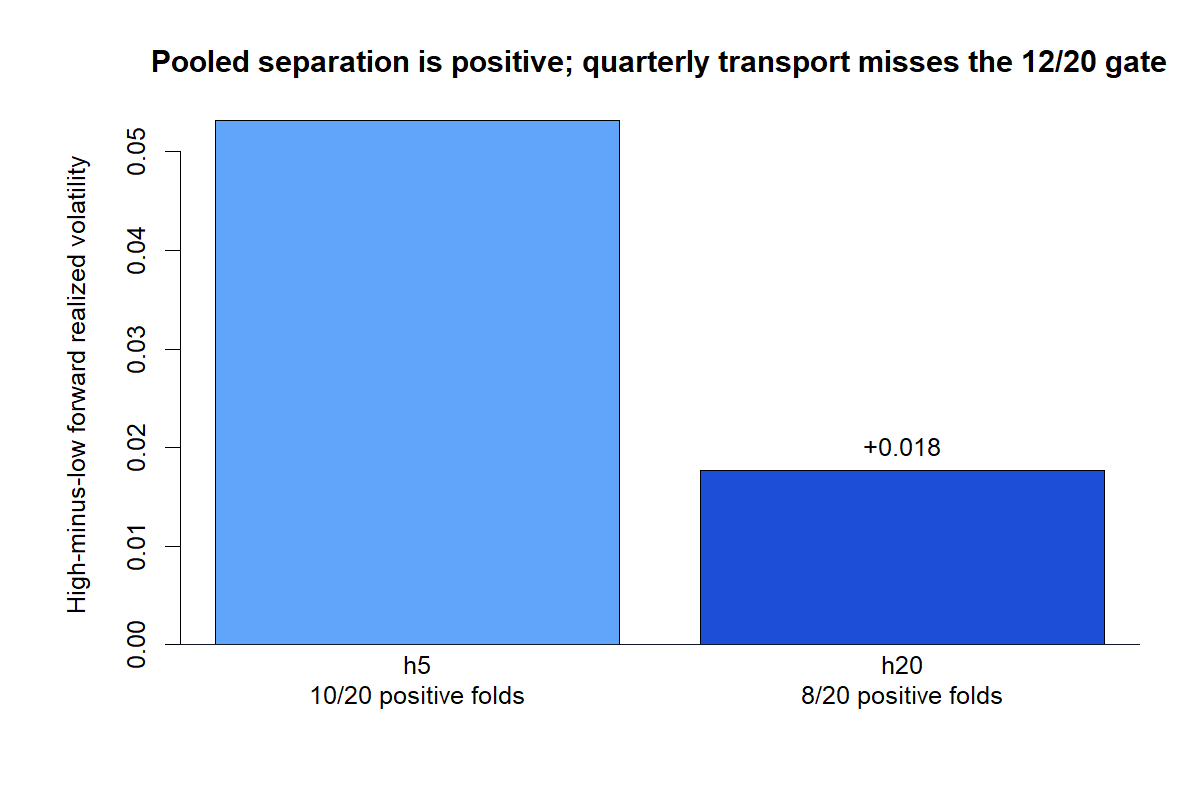 Pooled separation is positive; quarterly transport misses the 12/20 gate
High-minus-low forward realized volatility
0.05
0.04
0.03
0.02
0.01
0.00
+0.018
h5
h20
10/20 positive folds
8/20 positive folds